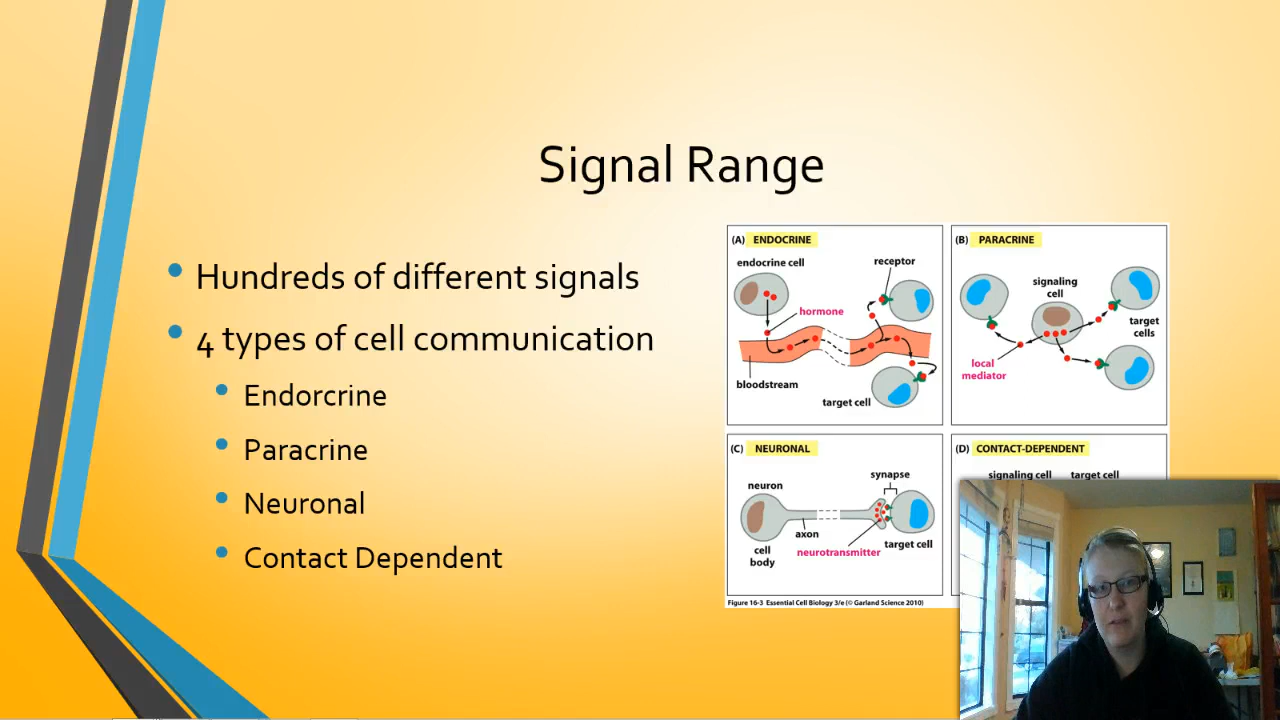 Signal Range
• Hundreds of different signals
• 4 types of cell communication
• Endorcrine
• Paracrine
• Neuronal
• Contact Dependent
(A) ENDOCRINE
endocrine cell
receptor
hormone
bloodstream
target cell
(B) PARACRINE
signaling
cell
target
cells
local
mediator
(C) NEURONAL
neuron
synapse
axon
cell
body
neurotransmitter
target cell
(D) CONTACT-DEPENDENT
signaling cell
target cell
Figure 16-3 Essential Cell Biology 3/e (© Garland Science 2010)